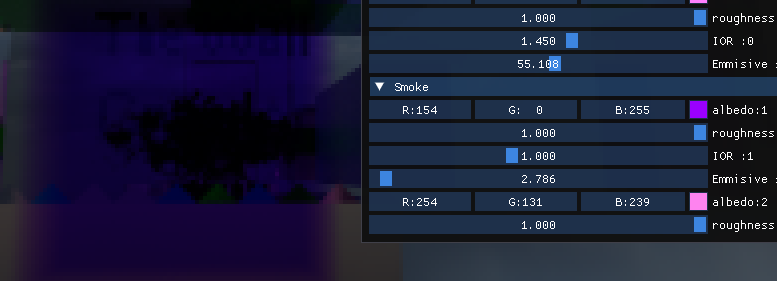 1.000 roughness
1.450 IOR :0
55.108 Emmisive
Smoke
R:154 G: 0 B:255 albedo:1
1.000 roughness
1.000 IOR :1
2.786 Emmisive
R:254 G:131 B:239 albedo:2
1.000 roughness